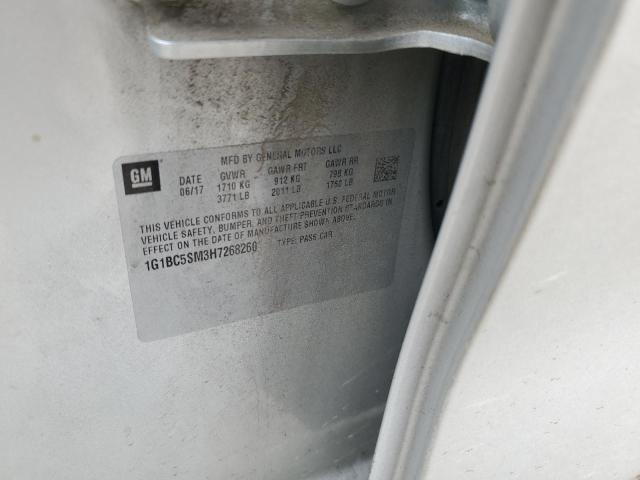 GM
MFD BY GENERAL MOTORS LLC
DATE GVWR GAWR FRT GAWR RR
06/17 1710 KG 912 KG 798 KG
3771 LB 2011 LB 1760 LB
THIS VEHICLE CONFORMS TO ALL APPLICABLE U.S. FEDERAL MOTOR
VEHICLE SAFETY, BUMPER, AND THEFT PREVENTION STANDARDS IN
EFFECT ON THE DATE OF MANUFACTURE SHOWN ABOVE.
1G1BC5SM3H7268260 TYPE: PASS CAR